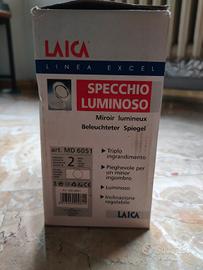 LAICA
LINEA EXCEL
SPECCHIO
LUMINOSO
Miroir lumineux
Beleuchteter Spiegel
art. MD 6051
2
• Triplo
ingrandimento
• Pieghevole per
un minor
ingombro
• Luminoso
• Inclinazione
regolabile
LAICA